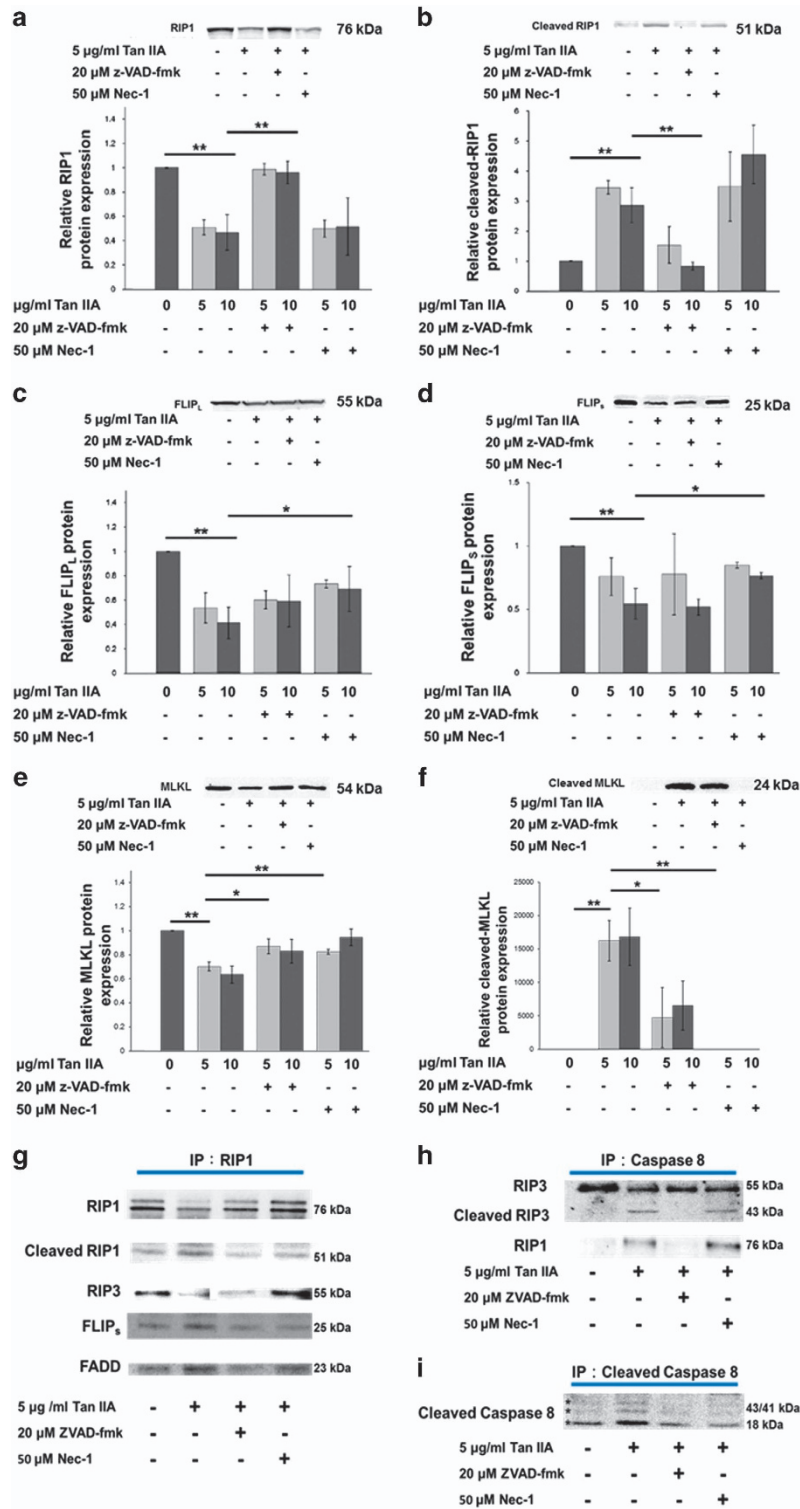 a
RIP1 76 kDa
5 µg/ml Tan IIA - + + +
20 µM z-VAD-fmk - - + -
50 µM Nec-1 - - - +
Relative RIP1 protein expression
1.4
1.2
1
0.8
0.6
0.4
0.2
0
** **
µg/ml Tan IIA 0 5 10 5 10 5 10
20 µM z-VAD-fmk - - - + + - -
50 µM Nec-1 - - - - - + +
b
Cleaved RIP1 51 kDa
5 µg/ml Tan IIA - + + +
20 µM z-VAD-fmk - - + -
50 µM Nec-1 - - - +
Relative cleaved-RIP1 protein expression
6
5
4
3
2
1
0
** **
µg/ml Tan IIA 0 5 10 5 10 5 10
20 µM z-VAD-fmk - - - + + - -
50 µM Nec-1 - - - - - + +
c
FLIPL 55 kDa
5 µg/ml Tan IIA - + + +
20 µM z-VAD-fmk - - + -
50 µM Nec-1 - - - +
Relative FLIPL protein expression
1.4
1.2
1
0.8
0.6
0.4
0.2
0
** *
µg/ml Tan IIA 0 5 10 5 10 5 10
20 µM z-VAD-fmk - - - + + - -
50 µM Nec-1 - - - - - + +
d
FLIPs 25 kDa
5 µg/ml Tan IIA - + + +
20 µM z-VAD-fmk - - + -
50 µM Nec-1 - - - +
Relative FLIPS protein expression
1.5
1
0.5
0
** *
µg/ml Tan IIA 0 5 10 5 10 5 10
20 µM z-VAD-fmk - - - + + - -
50 µM Nec-1 - - - - - + +
e
MLKL 54 kDa
5 µg/ml Tan IIA - + + +
20 µM z-VAD-fmk - - + -
50 µM Nec-1 - - - +
Relative MLKL protein expression
1.4
1.2
1
0.8
0.6
0.4
0.2
0
** * **
µg/ml Tan IIA 0 5 10 5 10 5 10
20 µM z-VAD-fmk - - - + + - -
50 µM Nec-1 - - - - - + +
f
Cleaved MLKL 24 kDa
5 µg/ml Tan IIA - + + +
20 µM z-VAD-fmk - - + -
50 µM Nec-1 - - - +
Relative cleaved-MLKL protein expression
25000
20000
15000
10000
5000
0
** * **
µg/ml Tan IIA 0 5 10 5 10 5 10
20 µM z-VAD-fmk - - - + + - -
50 µM Nec-1 - - - - - + +
g
IP : RIP1
RIP1 76 kDa
Cleaved RIP1 51 kDa
RIP3 55 kDa
FLIPs 25 kDa
FADD 23 kDa
5 µg /ml Tan IIA - + + +
20 µM ZVAD-fmk - - + -
50 µM Nec-1 - - - +
h
IP : Caspase 8
RIP3 55 kDa
Cleaved RIP3 43 kDa
RIP1 76 kDa
5 µg/ml Tan IIA - + + +
20 µM ZVAD-fmk - - + -
50 µM Nec-1 - - - +
i
IP : Cleaved Caspase 8
Cleaved Caspase 8 43/41 kDa
18 kDa
5 µg/ml Tan IIA - + + +
20 µM ZVAD-fmk - - + -
50 µM Nec-1 - - - +